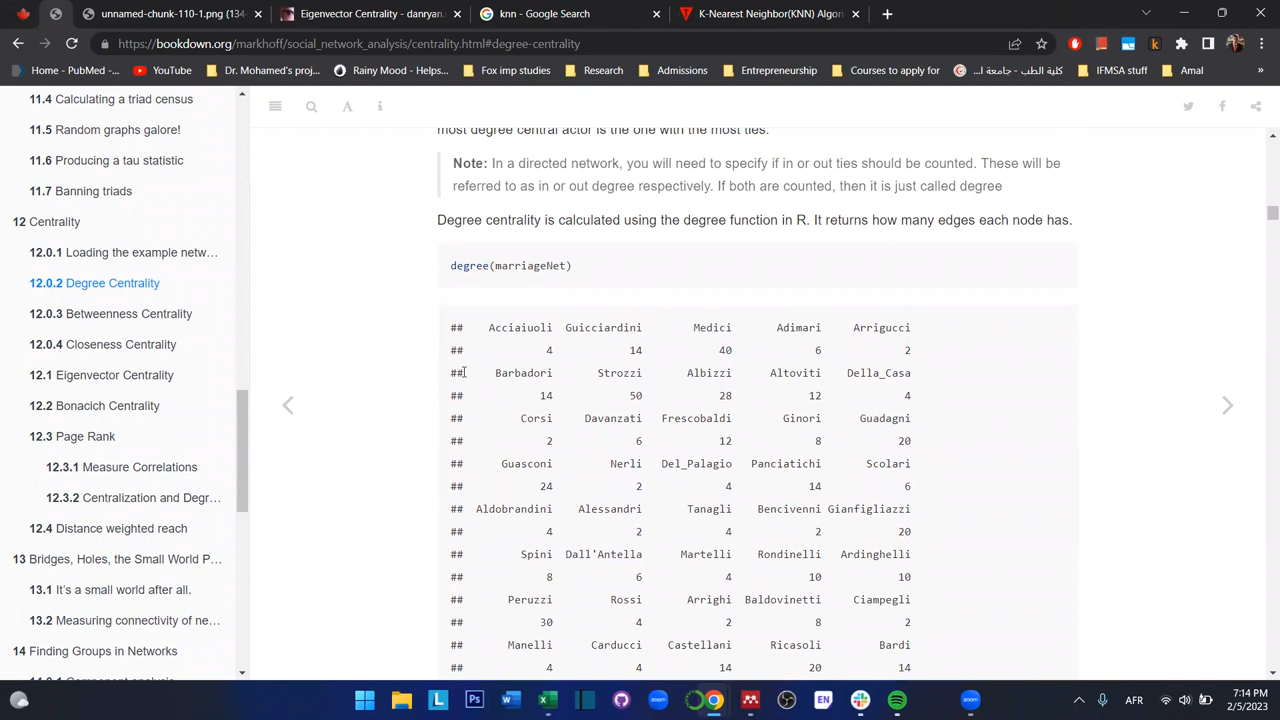 unnamed-chunk-110-1.png (134
Eigenvector Centrality - danyan.
knn - Google Search
K-Nearest Neighbor(KNN) Algor
https://bookdown.org/markhoff/social_network_analysis/centrality.html#degree-centrality
Home - PubMed -...
YouTube
Dr. Mohamed's proj...
Rainy Mood - Helps...
Fox imp studies
Research
Admissions
Entrepreneurship
Courses to apply for
كلية الطب - جامعة ا...
IFMSA stuff
Amal
»
11.4 Calculating a triad census
11.5 Random graphs galore!
11.6 Producing a tau statistic
11.7 Banning triads
12 Centrality
12.0.1 Loading the example netw...
12.0.2 Degree Centrality
12.0.3 Betweenness Centrality
12.0.4 Closeness Centrality
12.1 Eigenvector Centrality
12.2 Bonacich Centrality
12.3 Page Rank
12.3.1 Measure Correlations
12.3.2 Centralization and Degr...
12.4 Distance weighted reach
13 Bridges, Holes, the Small World P...
13.1 It's a small world after all.
13.2 Measuring connectivity of ne...
14 Finding Groups in Networks
most degree central actor is the one with the most ties.
Note: In a directed network, you will need to specify if in or out ties should be counted. These will be
referred to as in or out degree respectively. If both are counted, then it is just called degree
Degree centrality is calculated using the degree function in R. It returns how many edges each node has.
degree(marriageNet)
## Acciaiuoli Guicciardini Medici Adimari Arrigucci
## 4 14 40 6 2
## Barbadori Strozzi Albizzi Altoviti Della_Casa
## 14 50 28 12 4
## Corsi Davanzati Frescobaldi Ginori Guadagni
## 2 6 12 8 20
## Guasconi Nerli Del_Palagio Panciatichi Scolari
## 24 2 4 14 6
## Aldobrandini Alessandri Tanagli Bencivenni Gianfigliazzi
## 4 2 4 2 20
## Spini Dall'Antella Martelli Rondinelli Ardinghelli
## 8 6 4 10 10
## Peruzzi Rossi Arrighi Baldovinetti Ciampegli
## 30 4 2 8 2
## Manelli Carducci Castellani Ricasoli Bardi
## 4 4 14 20 14
AFR
7:14 PM
2/5/2023